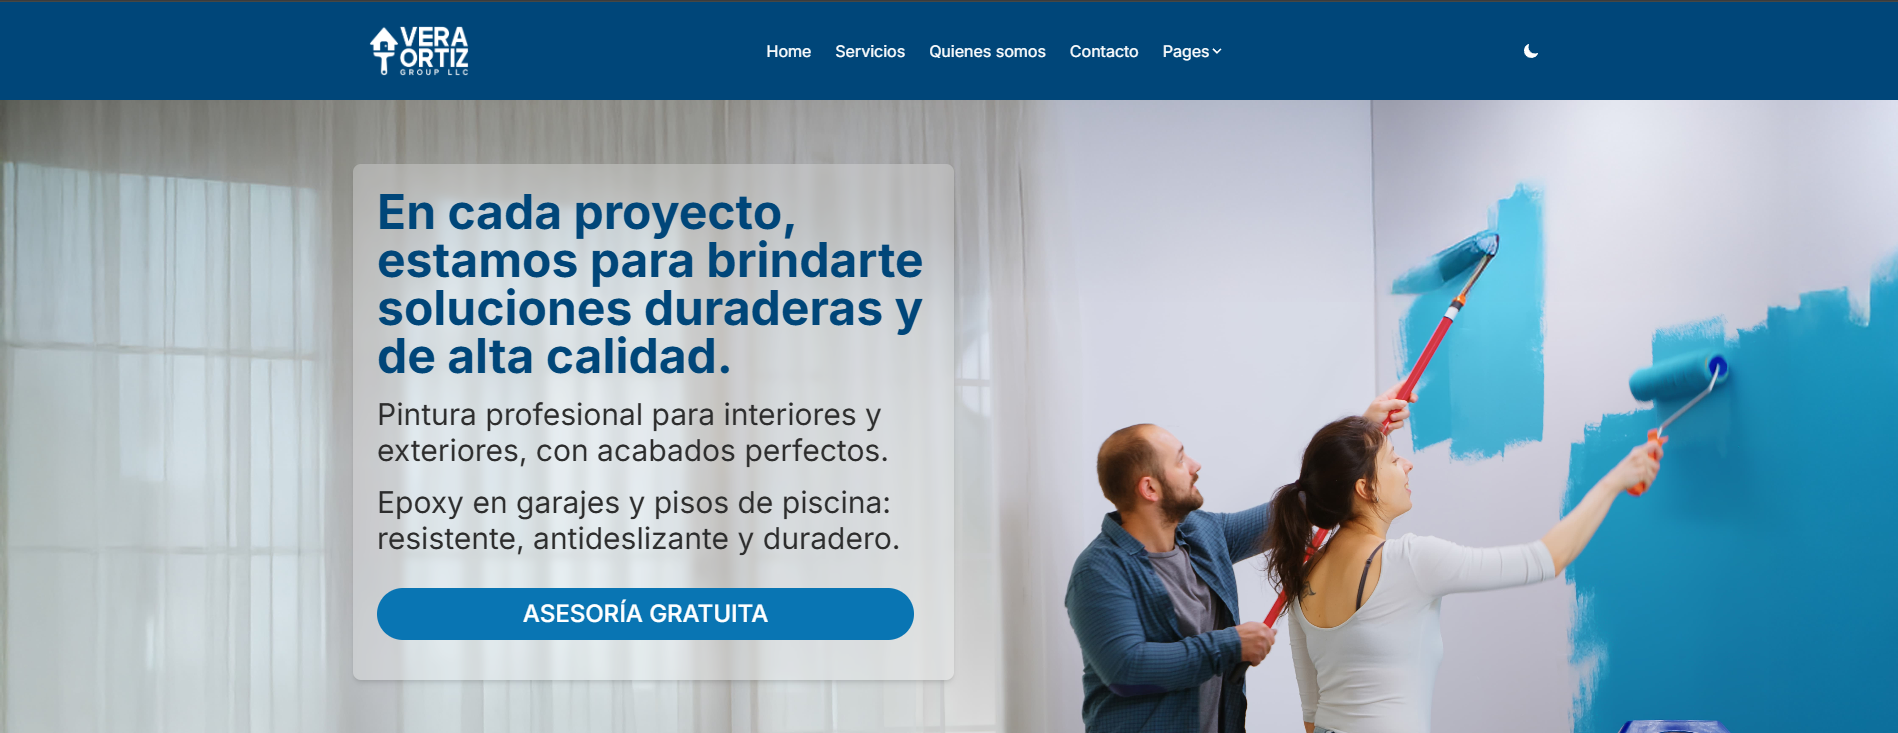 VERA
ORTIZ
GROUP LLC
Home Servicios Quienes somos Contacto Pages
En cada proyecto,
estamos para brindarte
soluciones duraderas y
de alta calidad.
Pintura profesional para interiores y
exteriores, con acabados perfectos.
Epoxy en garajes y pisos de piscina:
resistente, antideslizante y duradero.
ASESORÍA GRATUITA